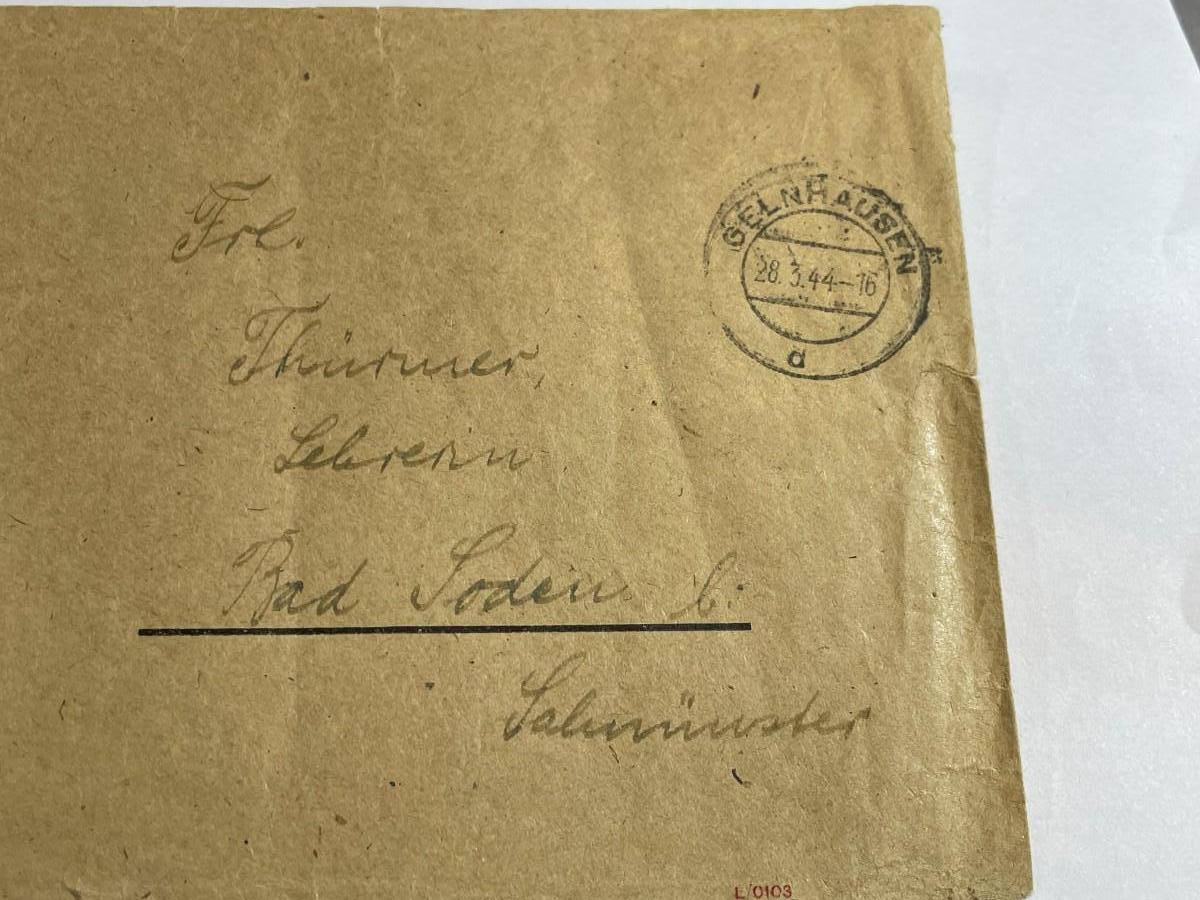 GELNHAUSEN
28.3.44-16
d
Frl.
Thürmer,
Lehrerin
Bad Soden b:
Salmünster
L 0103